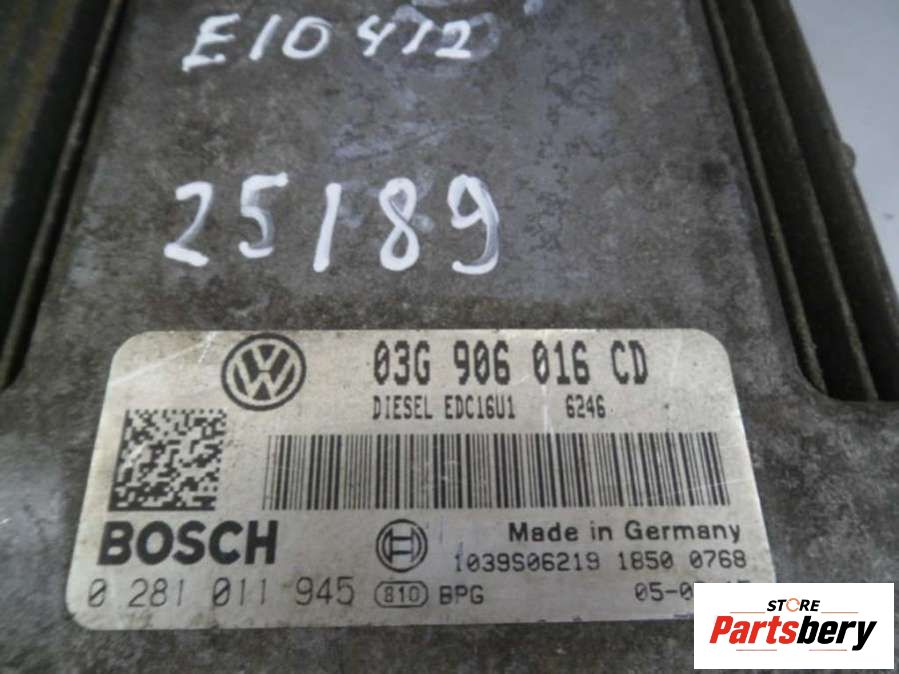 E10412
25189
03G 906 016 CD
DIESEL EDC16U1 6246
BOSCH
Made in Germany
1039S06219 1850 0768
0 281 011 945 810 BPG
STORE
Partsbery